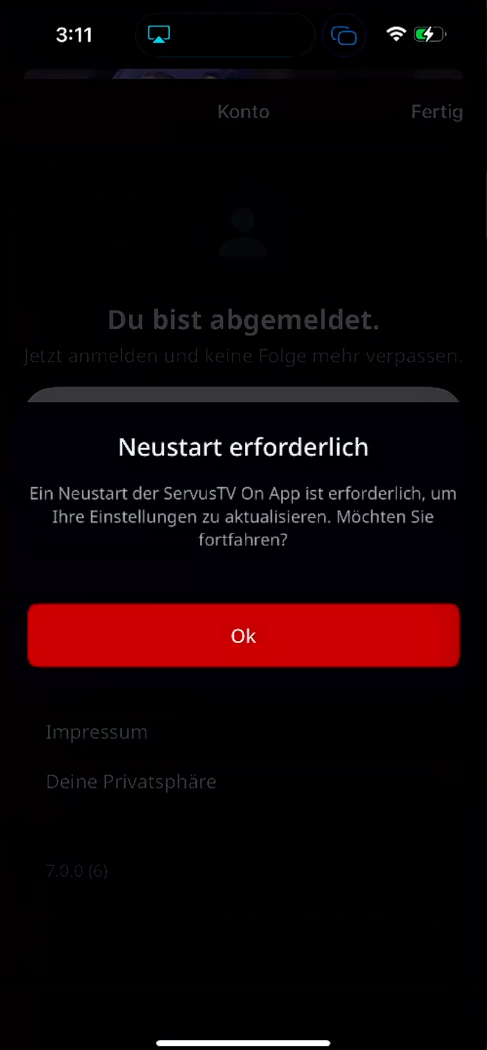 3:11
Konto
Fertig
Du bist abgemeldet.
Jetzt anmelden und keine Folge mehr verpassen.
Neustart erforderlich
Ein Neustart der ServusTV On App ist erforderlich, um
Ihre Einstellungen zu aktualisieren. Möchten Sie
fortfahren?
Ok
Impressum
Deine Privatsphäre
7.0.0 (6)